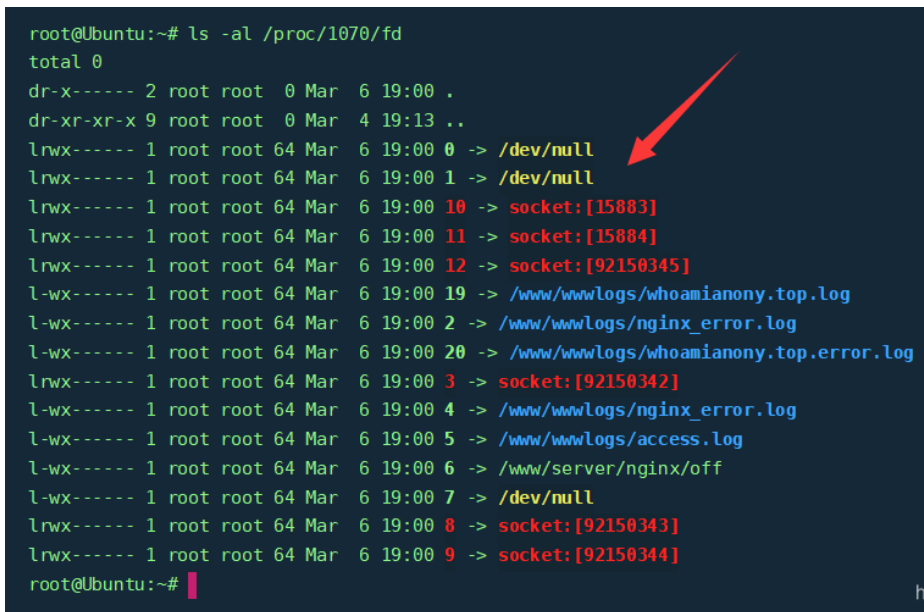 root@Ubuntu:~# ls -al /proc/1070/fd
total 0
dr-x------ 2 root root  0 Mar  6 19:00 .
dr-xr-xr-x 9 root root  0 Mar  4 19:13 ..
lrwx------ 1 root root 64 Mar  6 19:00 0 -> /dev/null
lrwx------ 1 root root 64 Mar  6 19:00 1 -> /dev/null
lrwx------ 1 root root 64 Mar  6 19:00 10 -> socket:[15883]
lrwx------ 1 root root 64 Mar  6 19:00 11 -> socket:[15884]
lrwx------ 1 root root 64 Mar  6 19:00 12 -> socket:[92150345]
l-wx------ 1 root root 64 Mar  6 19:00 19 -> /www/wwwlogs/whoamianony.top.log
l-wx------ 1 root root 64 Mar  6 19:00 2 -> /www/wwwlogs/nginx_error.log
l-wx------ 1 root root 64 Mar  6 19:00 20 -> /www/wwwlogs/whoamianony.top.error.log
lrwx------ 1 root root 64 Mar  6 19:00 3 -> socket:[92150342]
l-wx------ 1 root root 64 Mar  6 19:00 4 -> /www/wwwlogs/nginx_error.log
l-wx------ 1 root root 64 Mar  6 19:00 5 -> /www/wwwlogs/access.log
l-wx------ 1 root root 64 Mar  6 19:00 6 -> /www/server/nginx/off
l-wx------ 1 root root 64 Mar  6 19:00 7 -> /dev/null
lrwx------ 1 root root 64 Mar  6 19:00 8 -> socket:[92150343]
lrwx------ 1 root root 64 Mar  6 19:00 9 -> socket:[92150344]
root@Ubuntu:~#